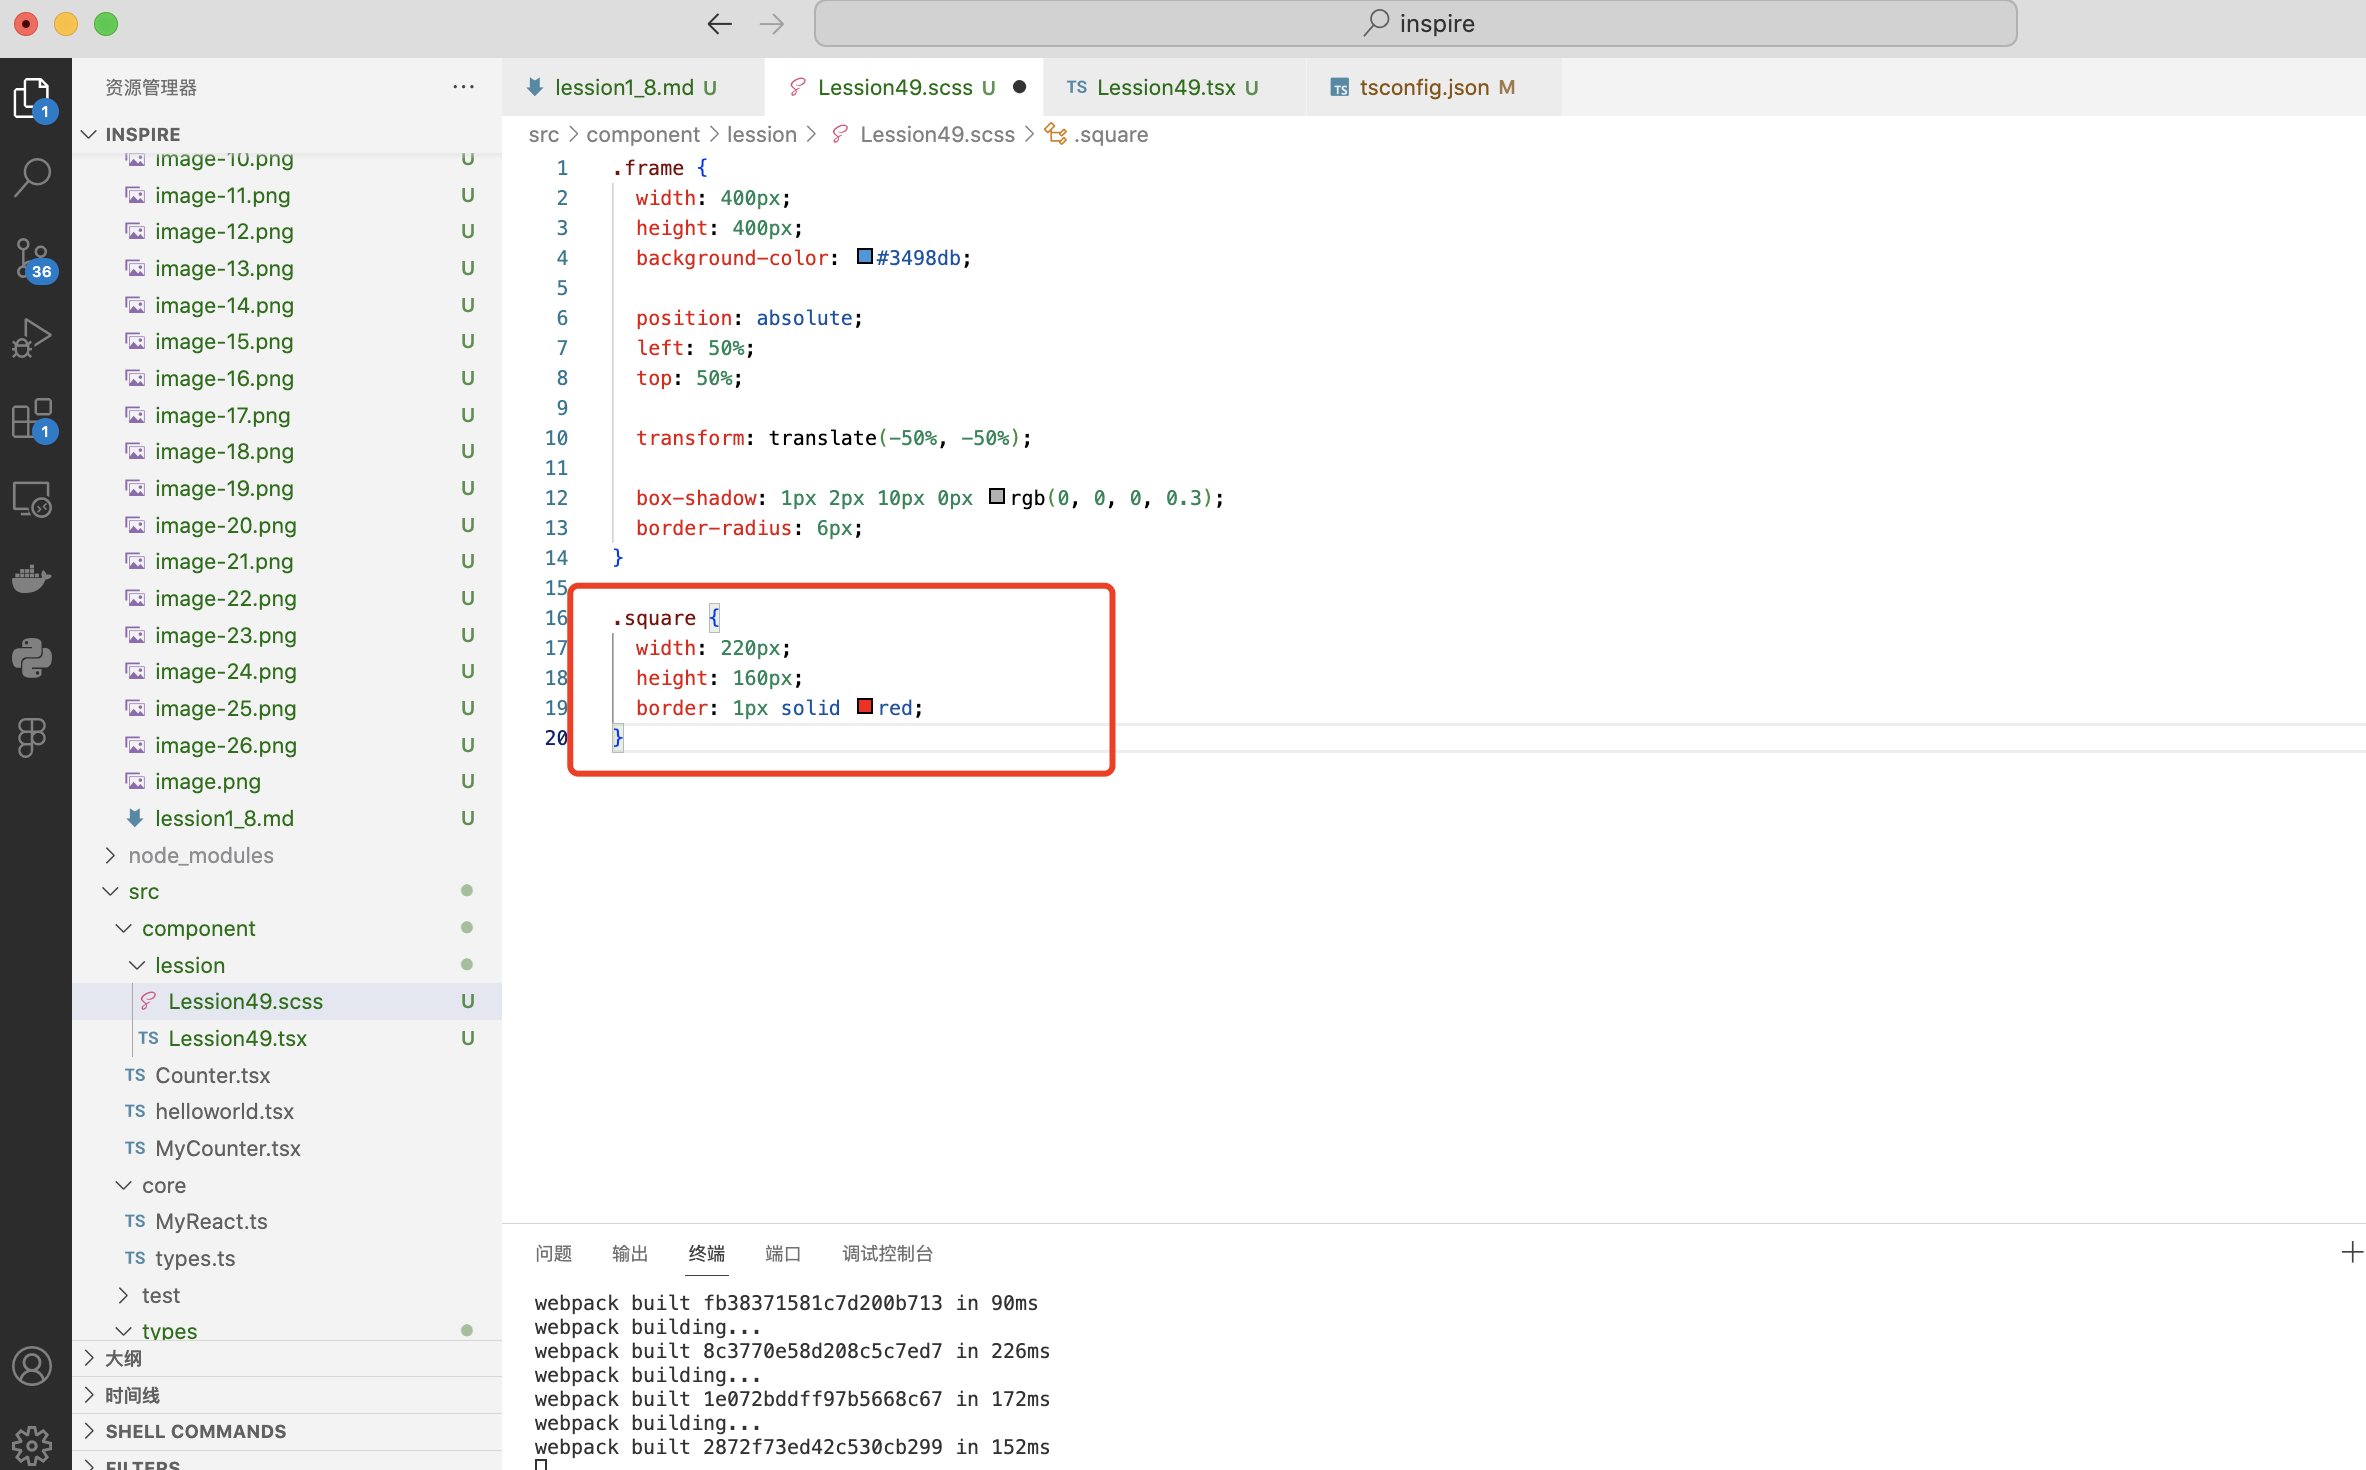 inspire
1
36
1
资源管理器
INSPIRE
image-10.png U
image-11.png U
image-12.png U
image-13.png U
image-14.png U
image-15.png U
image-16.png U
image-17.png U
image-18.png U
image-19.png U
image-20.png U
image-21.png U
image-22.png U
image-23.png U
image-24.png U
image-25.png U
image-26.png U
image.png U
lession1_8.md U
node_modules
src
component
lession
Lession49.scss U
TS Lession49.tsx U
TS Counter.tsx
TS helloworld.tsx
TS MyCounter.tsx
core
TS MyReact.ts
TS types.ts
test
types
大纲
时间线
SHELL COMMANDS
FILTERS
lession1_8.md U Lession49.scss U TS Lession49.tsx U TS tsconfig.json M
src > component > lession > Lession49.scss > .square
1 .frame {
2 width: 400px;
3 height: 400px;
4 background-color: #3498db;
5
6 position: absolute;
7 left: 50%;
8 top: 50%;
9
10 transform: translate(-50%, -50%);
11
12 box-shadow: 1px 2px 10px 0px rgb(0, 0, 0, 0.3);
13 border-radius: 6px;
14 }
15
16 .square {
17 width: 220px;
18 height: 160px;
19 border: 1px solid red;
20 }
问题 输出 终端 端口 调试控制台
webpack built fb38371581c7d200b713 in 90ms
webpack building...
webpack built 8c3770e58d208c5c7ed7 in 226ms
webpack building...
webpack built 1e072bddff97b5668c67 in 172ms
webpack building...
webpack built 2872f73ed42c530cb299 in 152ms